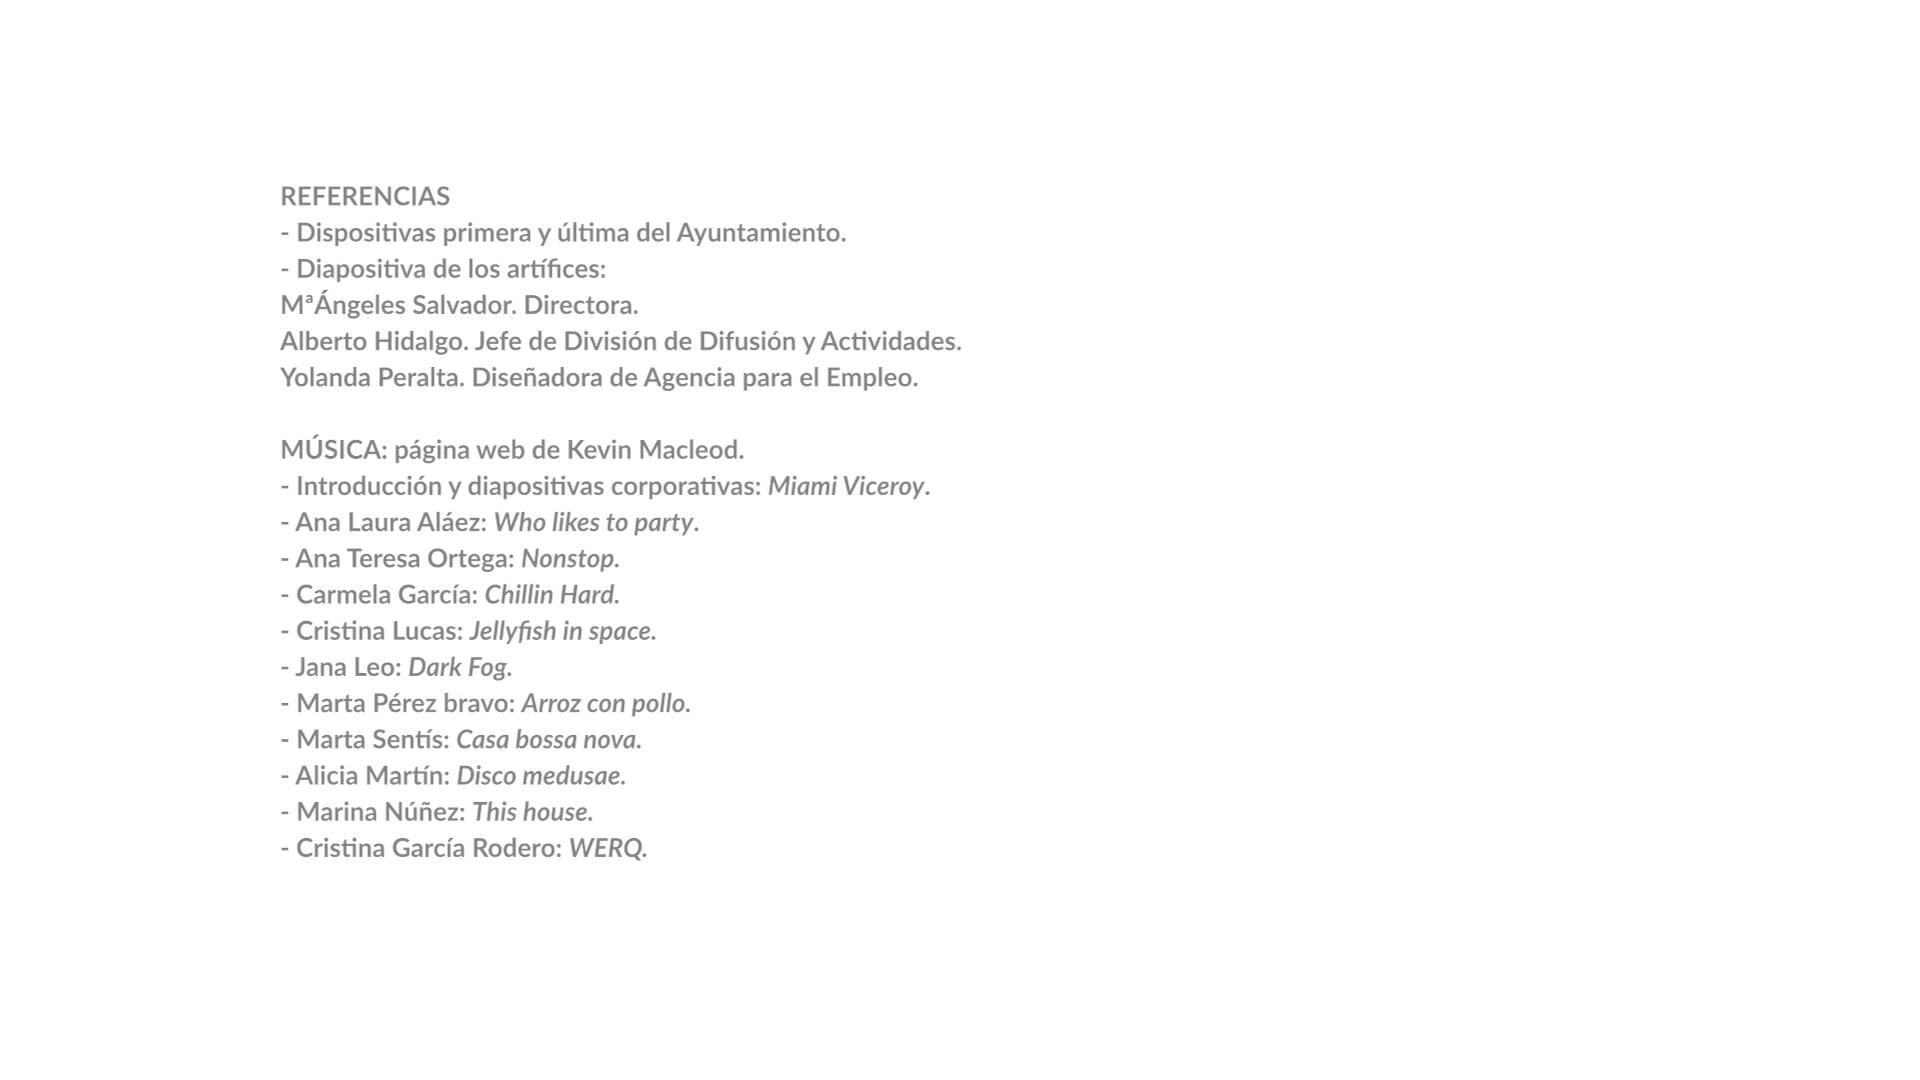 REFERENCIAS
- Dispositivas primera y última del Ayuntamiento.
- Diapositiva de los artífices:
MªÁngeles Salvador. Directora.
Alberto Hidalgo. Jefe de División de Difusión y Actividades.
Yolanda Peralta. Diseñadora de Agencia para el Empleo.
MÚSICA: página web de Kevin Macleod.
- Introducción y diapositivas corporativas: Miami Viceroy.
- Ana Laura Aláez: Who likes to party.
- Ana Teresa Ortega: Nonstop.
- Carmela García: Chillin Hard.
- Cristina Lucas: Jellyfish in space.
- Jana Leo: Dark Fog.
- Marta Pérez bravo: Arroz con pollo.
- Marta Sentís: Casa bossa nova.
- Alicia Martín: Disco medusae.
- Marina Núñez: This house.
- Cristina García Rodero: WERQ.